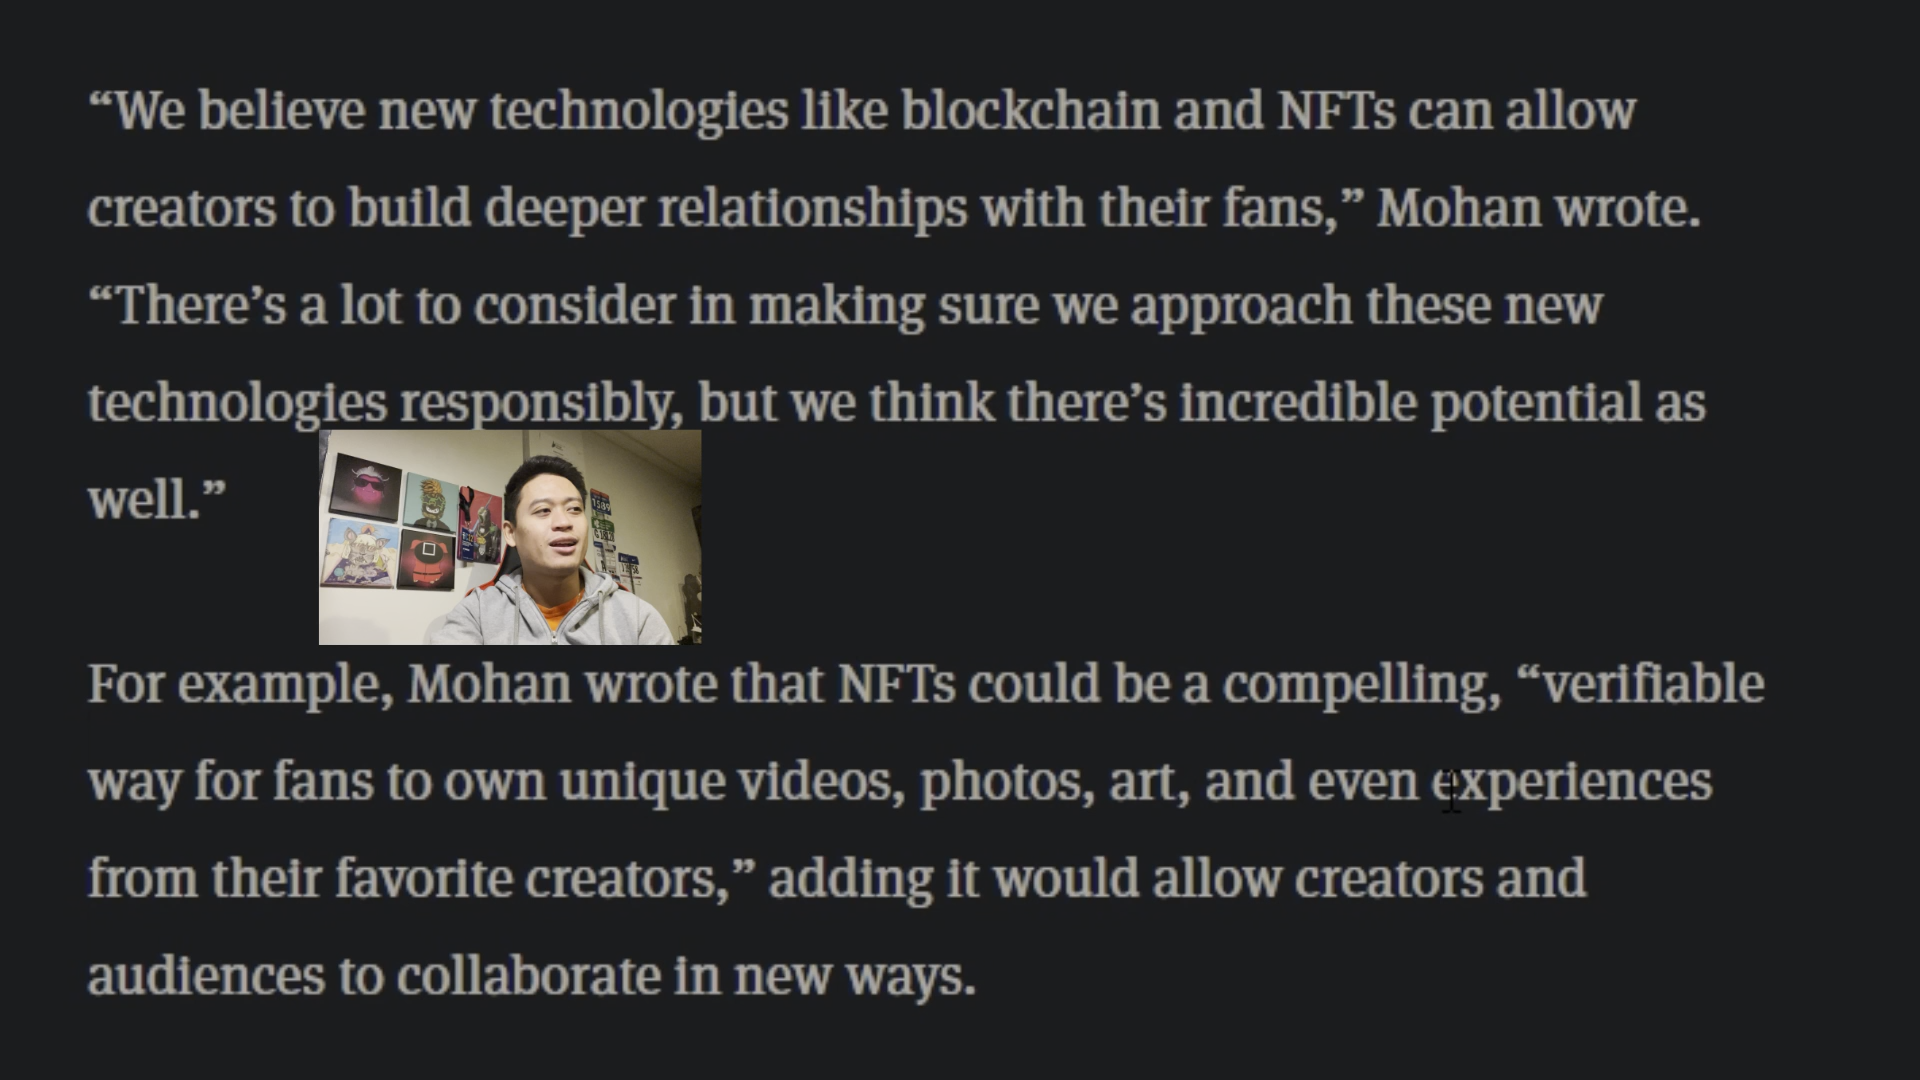 “We believe new technologies like blockchain and NFTs can allow
creators to build deeper relationships with their fans,” Mohan wrote.
“There’s a lot to consider in making sure we approach these new
technologies responsibly, but we think there’s incredible potential as
well.”
For example, Mohan wrote that NFTs could be a compelling, “verifiable
way for fans to own unique videos, photos, art, and even experiences
from their favorite creators,” adding it would allow creators and
audiences to collaborate in new ways.